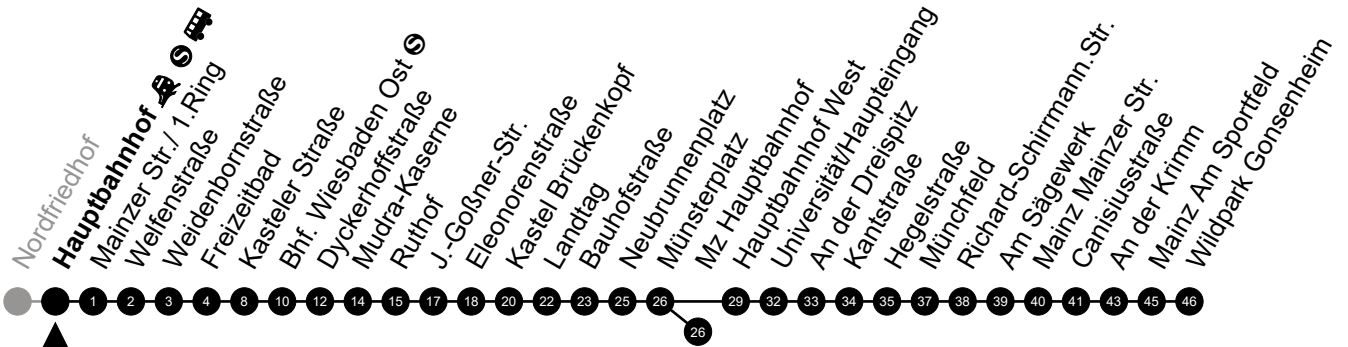 Nordfriedhof
Hauptbahnhof S
Mainzer Str./ 1.Ring
Welfenstraße
Weidenbornstraße
Freizeitbad
Kasteler Straße
Bhf. Wiesbaden Ost S
Dyckerhoffstraße
Mudra-Kaserne
Ruthof
J.-Goßner-Str.
Eleonorenstraße
Kastel Brückenkopf
Landtag
Bauhofstraße
Neubrunnenplatz
Münsterplatz
Mz Hauptbahnhof
Hauptbahnhof West
Universität/Haupteingang
An der Dreispitz
Kantstraße
Hegelstraße
Münchfeld
Richard-Schirrmann.Str.
Am Sägewerk
Mainz Mainzer Str.
Canisiusstraße
An der Krimm
Mainz Am Sportfeld
Wildpark Gonsenheim
1 2 3 4 8 10 12 14 15 17 18 20 22 23 25 26 29 32 33 34 35 37 38 39 40 41 43 45 46
26